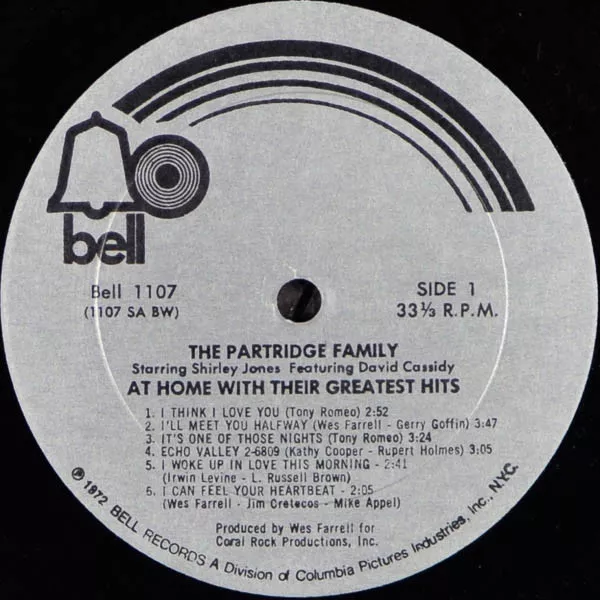 bell
Bell 1107
(1107 SA BW)
SIDE 1
33⅓ R.P.M.
THE PARTRIDGE FAMILY
Starring Shirley Jones Featuring David Cassidy
AT HOME WITH THEIR GREATEST HITS
1. I THINK I LOVE YOU (Tony Romeo) 2:52
2. I'LL MEET YOU HALFWAY (Wes Farrell - Gerry Goffin) 3:47
3. IT'S ONE OF THOSE NIGHTS (Tony Romeo) 3:24
4. ECHO VALLEY 2-6809 (Kathy Cooper - Rupert Holmes) 3:05
5. I WOKE UP IN LOVE THIS MORNING - 2:41
(Irwin Levine - L. Russell Brown)
6. I CAN FEEL YOUR HEARTBEAT - 2:05
(Wes Farrell - Jim Cretecos - Mike Appel)
Produced by Wes Farrell for
Coral Rock Productions, Inc.
℗ 1972 BELL RECORDS A Division of Columbia Pictures Industries, Inc., N.Y.C.